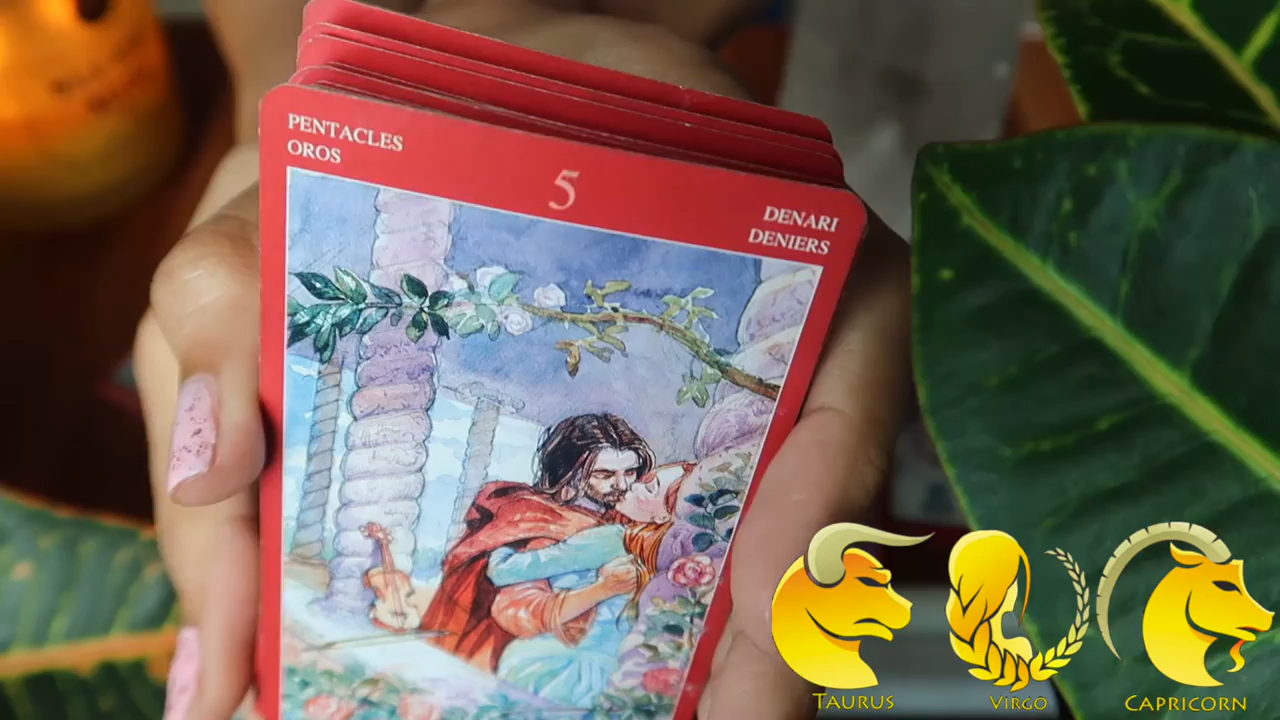 PENTACLES
OROS
5
DENARI
DENIERS
TAURUS
VIRGO
CAPRICORN